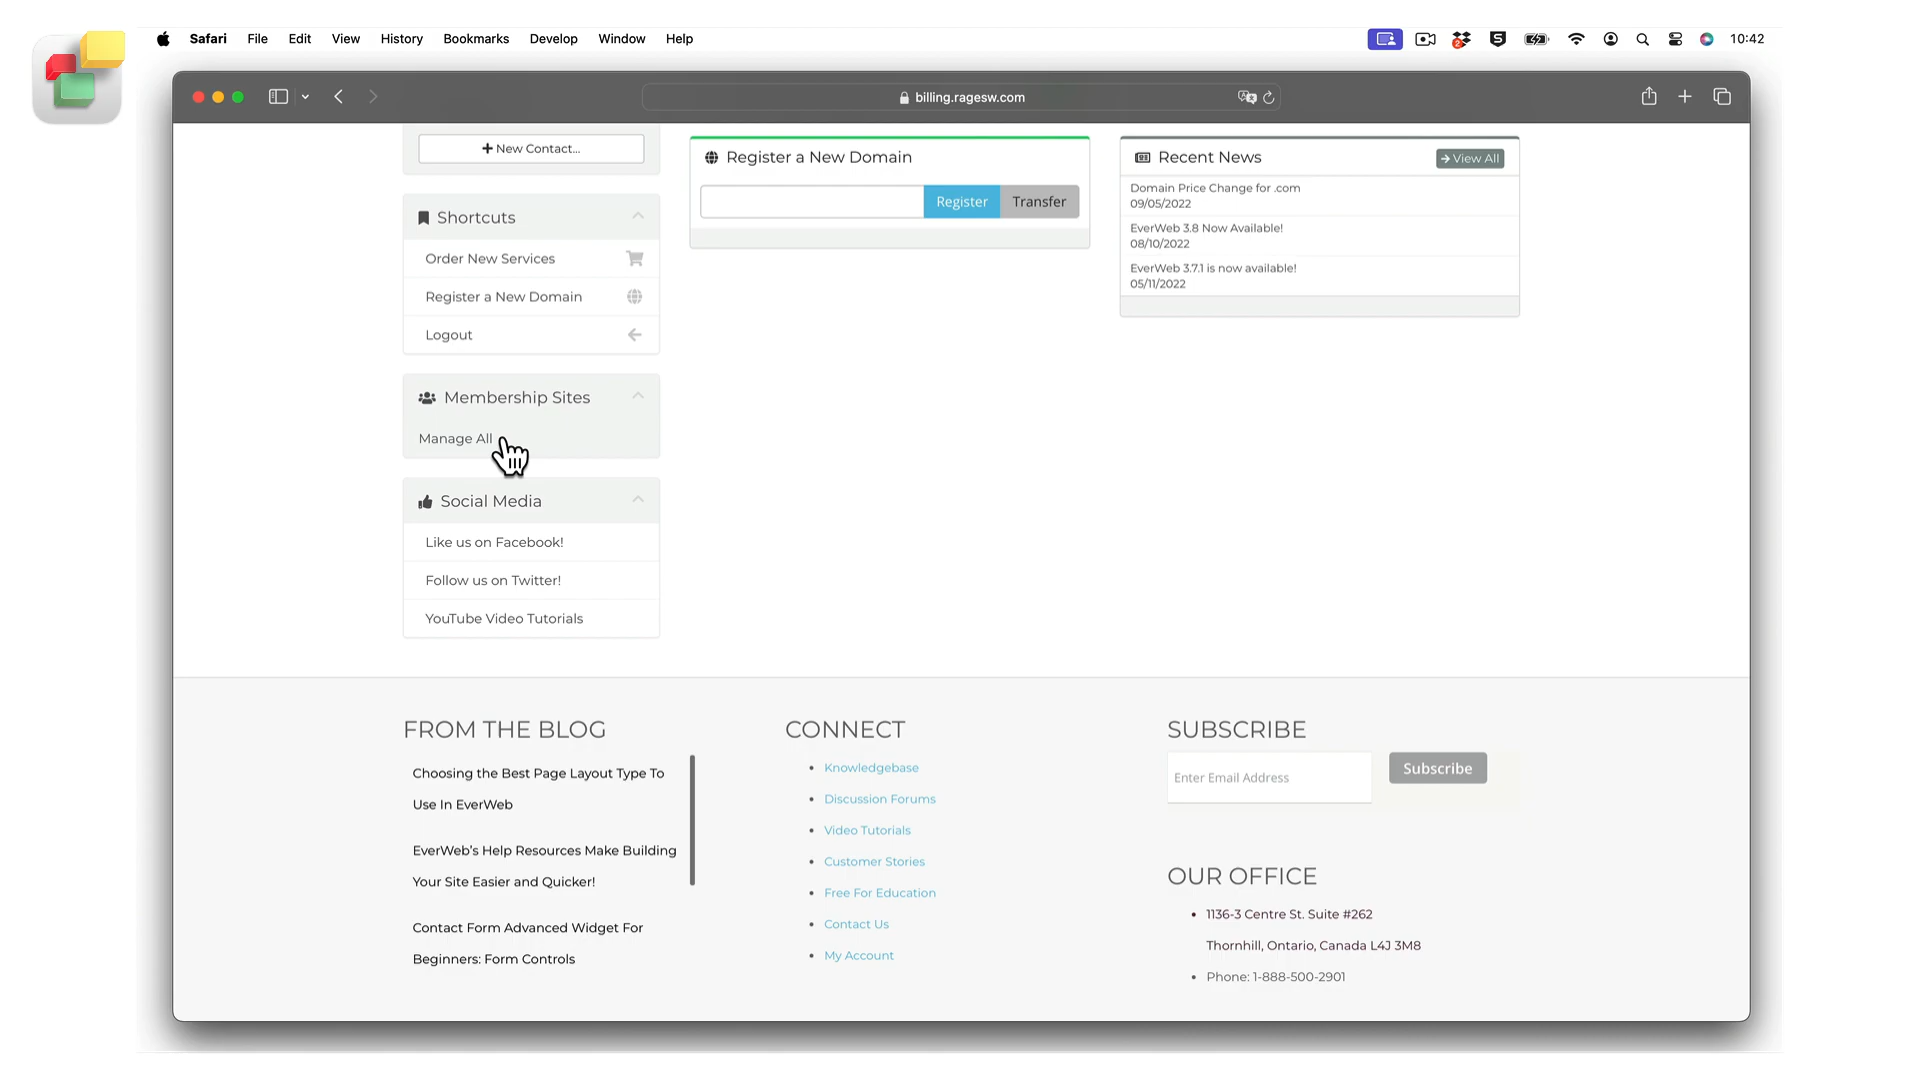 Safari File Edit View History Bookmarks Develop Window Help
2
S
10:42
billing.ragesw.com
New Contact...
Shortcuts
Order New Services
Register a New Domain
Logout
Membership Sites
Manage All
Social Media
Like us on Facebook!
Follow us on Twitter!
YouTube Video Tutorials
Register a New Domain
Register Transfer
Recent News
View All
Domain Price Change for .com
09/05/2022
EverWeb 3.8 Now Available!
08/10/2022
EverWeb 3.7.1 is now available!
05/11/2022
FROM THE BLOG
Choosing the Best Page Layout Type To
Use In EverWeb
EverWeb's Help Resources Make Building
Your Site Easier and Quicker!
Contact Form Advanced Widget For
Beginners: Form Controls
CONNECT
• Knowledgebase
• Discussion Forums
• Video Tutorials
• Customer Stories
• Free For Education
• Contact Us
• My Account
SUBSCRIBE
Enter Email Address
Subscribe
OUR OFFICE
• 1136-3 Centre St. Suite #262
Thornhill, Ontario, Canada L4J 3M8
• Phone: 1-888-500-2901